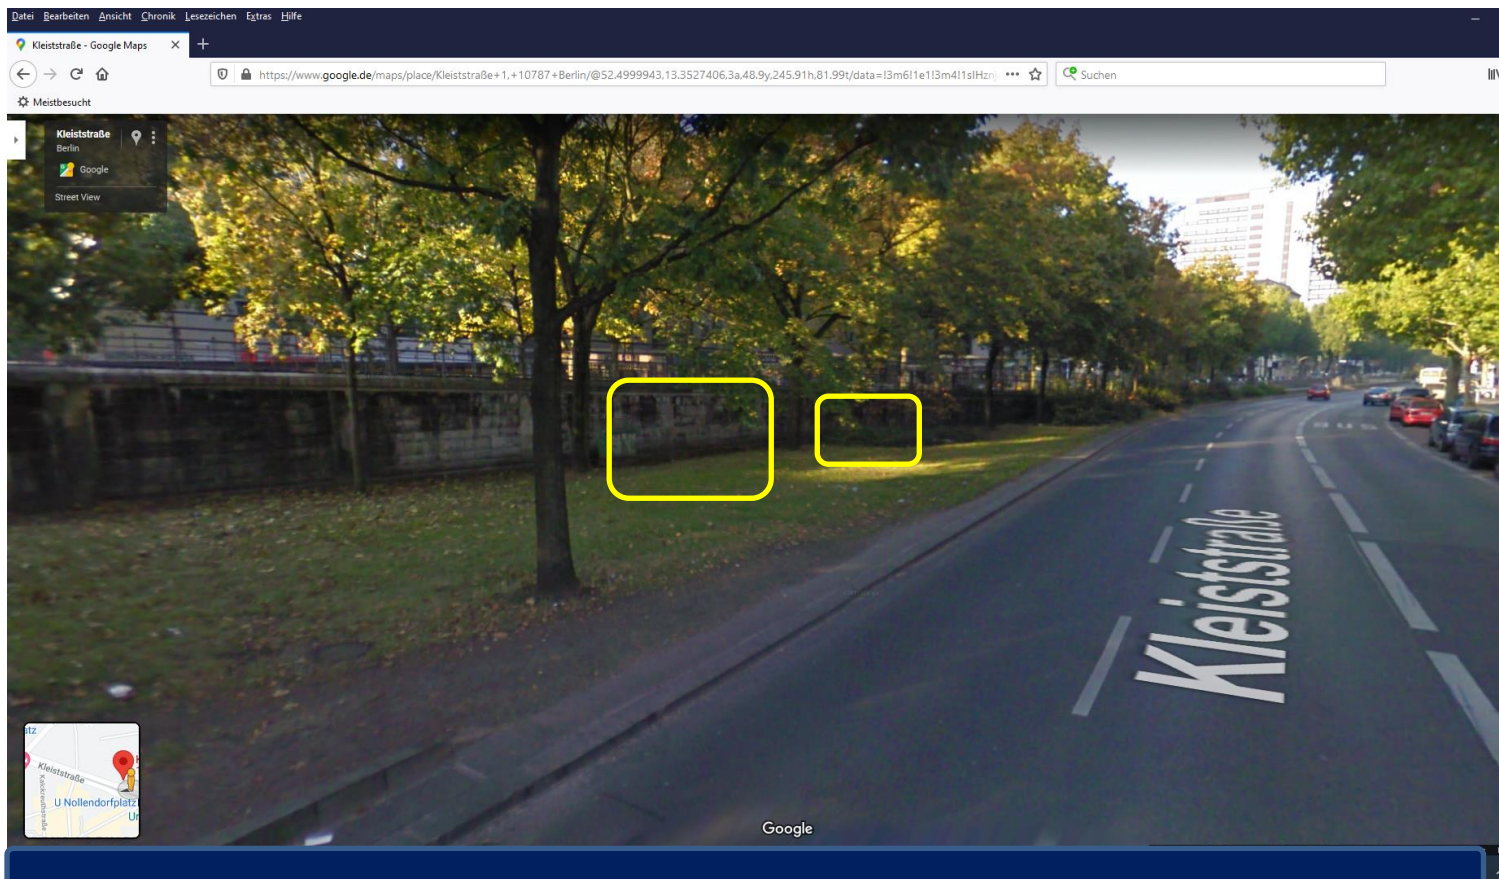 Datei Bearbeiten Ansicht Chronik Lesezeichen Extras Hilfe
Kleiststraße - Google Maps
https://www.google.de/maps/place/Kleiststraße+1,+10787+Berlin/@52.4999943,13.3527406,3a,48.9y,245.91h,81.99t/data=!3m6!1e1!3m4!1sIHzn
Suchen
Meistbesucht
Kleiststraße
Berlin
Google
Street View
Kleiststraße
Kleiststraße
U Nollendorfplatz
Google